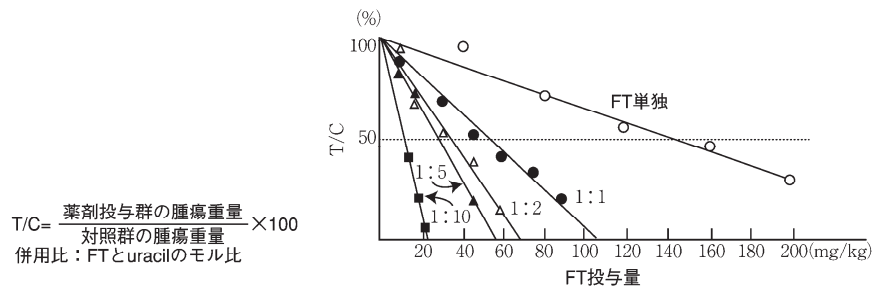 (%)
100
50
T/C
FT単独
1:5
1:10
1:2
1:1
20 40 60 80 100 120 140 160 180 200(mg/kg)
FT投与量
T/C= 薬剤投与群の腫瘍重量 ×100
対照群の腫瘍重量
併用比：FTとuracilのモル比